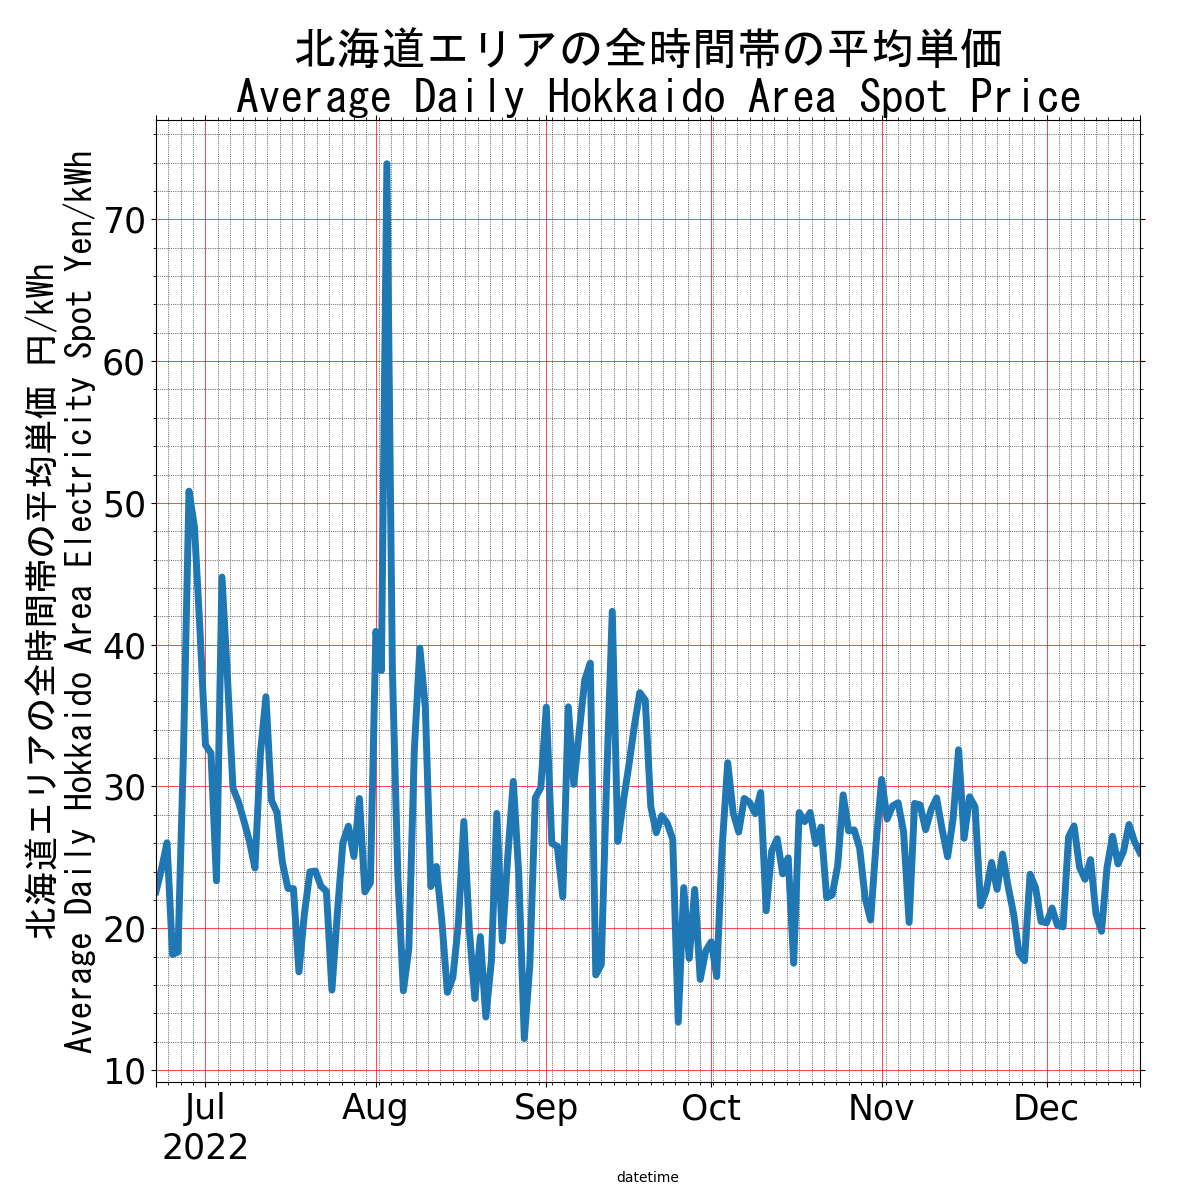 北海道エリアの全時間帯の平均単価
Average Daily Hokkaido Area Spot Price
北海道エリアの全時間帯の平均単価 円/kWh
Average Daily Hokkaido Area Electricity Spot Yen/kWh
70
60
50
40
30
20
10
Jul Aug Sep Oct Nov Dec
2022
datetime